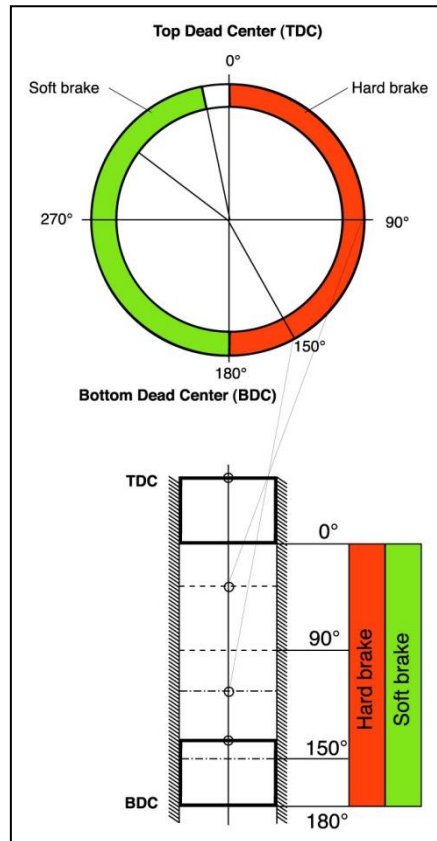 Top Dead Center (TDC)
0°
Soft brake
Hard brake
270°
90°
150°
180°
Bottom Dead Center (BDC)
TDC
0°
90°
150°
BDC
180°
Hard brake
Soft brake